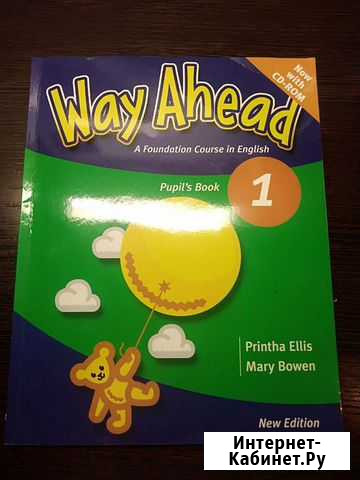 Now with
CD-ROM
Way Ahead
A Foundation Course in English
Pupil's Book
1
Printha Ellis
Mary Bowen
New Edition
Интернет-
Кабинет.Ру